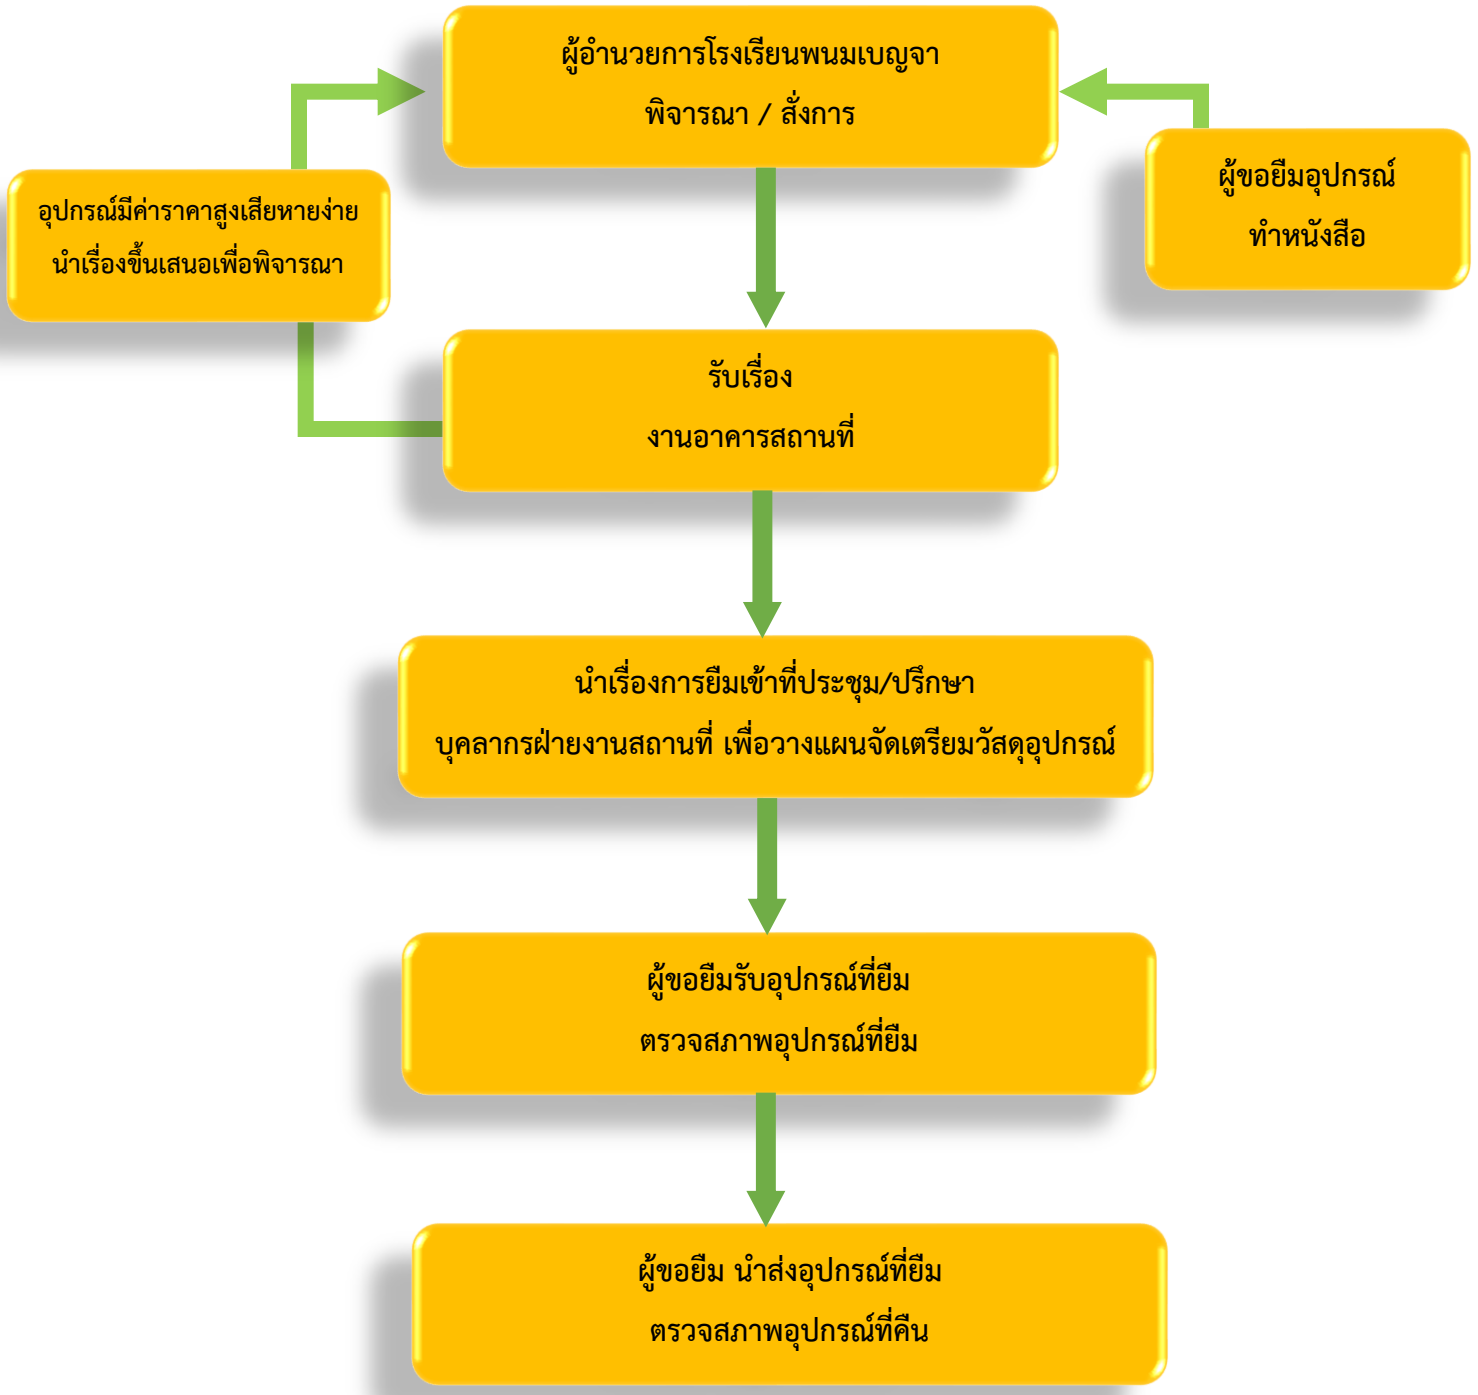 ผู้อำนวยการโรงเรียนพนมเบญจา
พิจารณา / สั่งการ
ผู้ขอยืมอุปกรณ์
ทำหนังสือ
อุปกรณ์มีค่าราคาสูงเสียหายง่าย
นำเรื่องขึ้นเสนอเพื่อพิจารณา
รับเรื่อง
งานอาคารสถานที่
นำเรื่องการยืมเข้าที่ประชุม/ปรึกษา
บุคลากรฝ่ายงานสถานที่ เพื่อวางแผนจัดเตรียมวัสดุอุปกรณ์
ผู้ขอยืมรับอุปกรณ์ที่ยืม
ตรวจสภาพอุปกรณ์ที่ยืม
ผู้ขอยืม นำส่งอุปกรณ์ที่ยืม
ตรวจสภาพอุปกรณ์ที่คืน